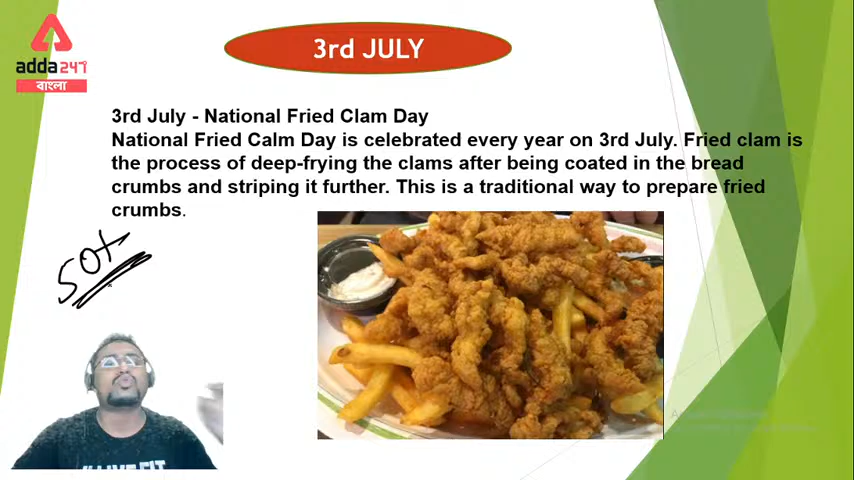 adda247
বাংলা
3rd JULY
3rd July - National Fried Clam Day
National Fried Calm Day is celebrated every year on 3rd July. Fried clam is
the process of deep-frying the clams after being coated in the bread
crumbs and striping it further. This is a traditional way to prepare fried
crumbs.
50+